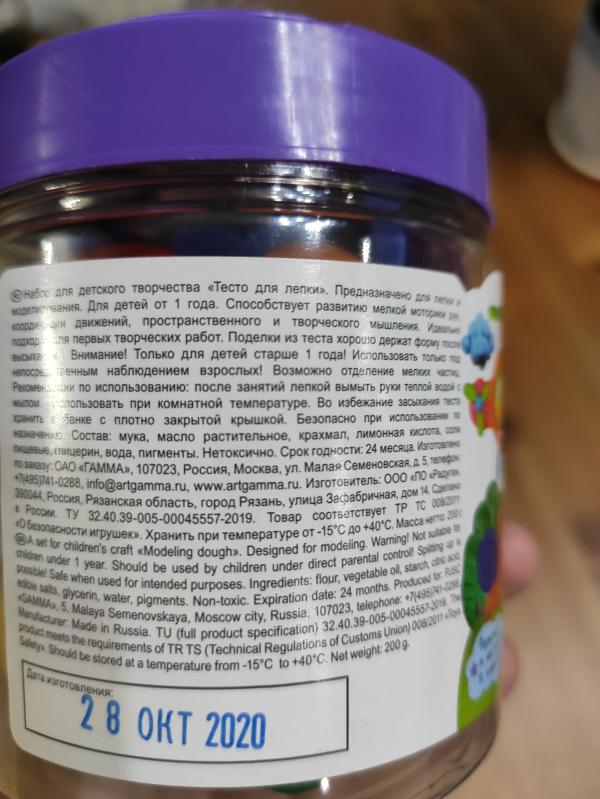 Набор для детского творчества «Тесто для лепки». Предназначено для лепки и
моделирования. Для детей от 1 года. Способствует развитию мелкой моторики рук,
координации движений, пространственного и творческого мышления. Идеально
подходит для первых творческих работ. Поделки из теста хорошо держат форму после
высыхания. Внимание! Только для детей старше 1 года! Использовать только под
непосредственным наблюдением взрослых! Возможно отделение мелких частиц.
Рекомендации по использованию: после занятий лепкой вымыть руки теплой водой с
мылом. Использовать при комнатной температуре. Во избежание засыхания теста
хранить в банке с плотно закрытой крышкой. Безопасно при использовании по
назначению. Состав: мука, масло растительное, крахмал, лимонная кислота, соли
пищевые, глицерин, вода, пигменты. Нетоксично. Срок годности: 24 месяца. Изготовлено
по заказу: ОАО «ГАММА», 107023, Россия, Москва, ул. Малая Семеновская, д. 5, телефон:
+7(495)741-0288, info@artgamma.ru, www.artgamma.ru. Изготовитель: ООО «ПО «Радуга»,
390044, Россия, Рязанская область, город Рязань, улица Зафабричная, дом 14. Сделано
в России. ТУ 32.40.39-005-00045557-2019. Товар соответствует ТР ТС 008/2011
«О безопасности игрушек». Хранить при температуре от -15°С до +40°С. Масса нетто: 200 г.
A set for children's craft «Modeling dough». Designed for modeling. Warning! Not suitable for
children under 1 year. Should be used by children under direct parental control! Splitting up is
possible! Safe when used for intended purposes. Ingredients: flour, vegetable oil, starch, citric acid,
edible salts, glycerin, water, pigments. Non-toxic. Expiration date: 24 months. Produced for: PJSC
«GAMMA», 5, Malaya Semenovskaya, Moscow city, Russia, 107023, telephone: +7(495)741-0288.
Manufacturer: Made in Russia. TU (full product specification) 32.40.39-005-00045557-2019. The
product meets the requirements of TR TS (Technical Regulations of Customs Union) 008/2011 «Toys
Safety». Should be stored at a temperature from -15°C to +40°C. Net weight: 200 g.
Дата изготовления:
28 ОКТ 2020